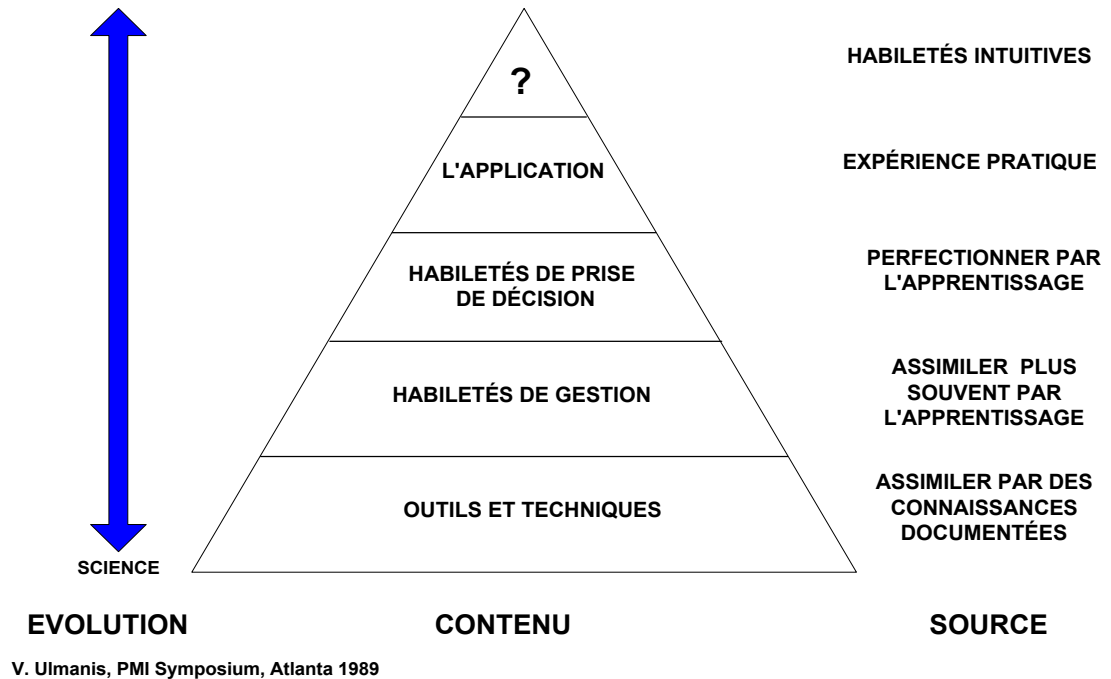 HABILETÉS INTUITIVES
?
L'APPLICATION
EXPÉRIENCE PRATIQUE
HABILETÉS DE PRISE
DE DÉCISION
PERFECTIONNER PAR
L'APPRENTISSAGE
HABILETÉS DE GESTION
ASSIMILER PLUS
SOUVENT PAR
L'APPRENTISSAGE
OUTILS ET TECHNIQUES
ASSIMILER PAR DES
CONNAISSANCES
DOCUMENTÉES
SCIENCE
EVOLUTION
CONTENU
SOURCE
V. Ulmanis, PMI Symposium, Atlanta 1989